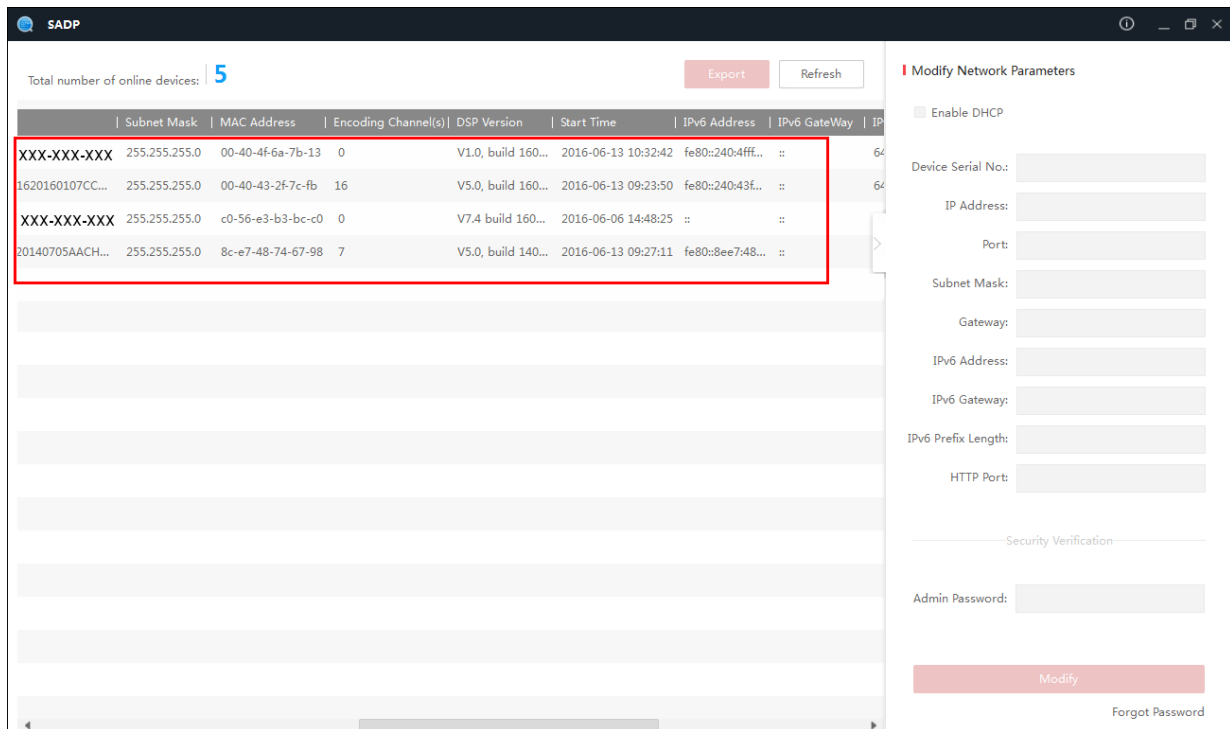 SADP
Total number of online devices: 5
Export
Refresh
| Subnet Mask | MAC Address | Encoding Channel(s) | DSP Version | Start Time | IPv6 Address | IPv6 GateWay | IP
XXX-XXX-XXX 255.255.255.0 00-40-4f-6a-7b-13 0 V1.0, build 160... 2016-06-13 10:32:42 fe80::240:4fff... :: 64
1620160107CC... 255.255.255.0 00-40-43-2f-7c-fb 16 V5.0, build 160... 2016-06-13 09:23:50 fe80::240:43f... :: 64
XXX-XXX-XXX 255.255.255.0 c0-56-e3-b3-bc-c0 0 V7.4 build 160... 2016-06-06 14:48:25 :: ::
20140705AACH... 255.255.255.0 8c-e7-48-74-67-98 7 V5.0, build 140... 2016-06-13 09:27:11 fe80::8ee7:48... ::
Modify Network Parameters
Enable DHCP
Device Serial No.:
IP Address:
Port:
Subnet Mask:
Gateway:
IPv6 Address:
IPv6 Gateway:
IPv6 Prefix Length:
HTTP Port:
Security Verification
Admin Password:
Modify
Forgot Password